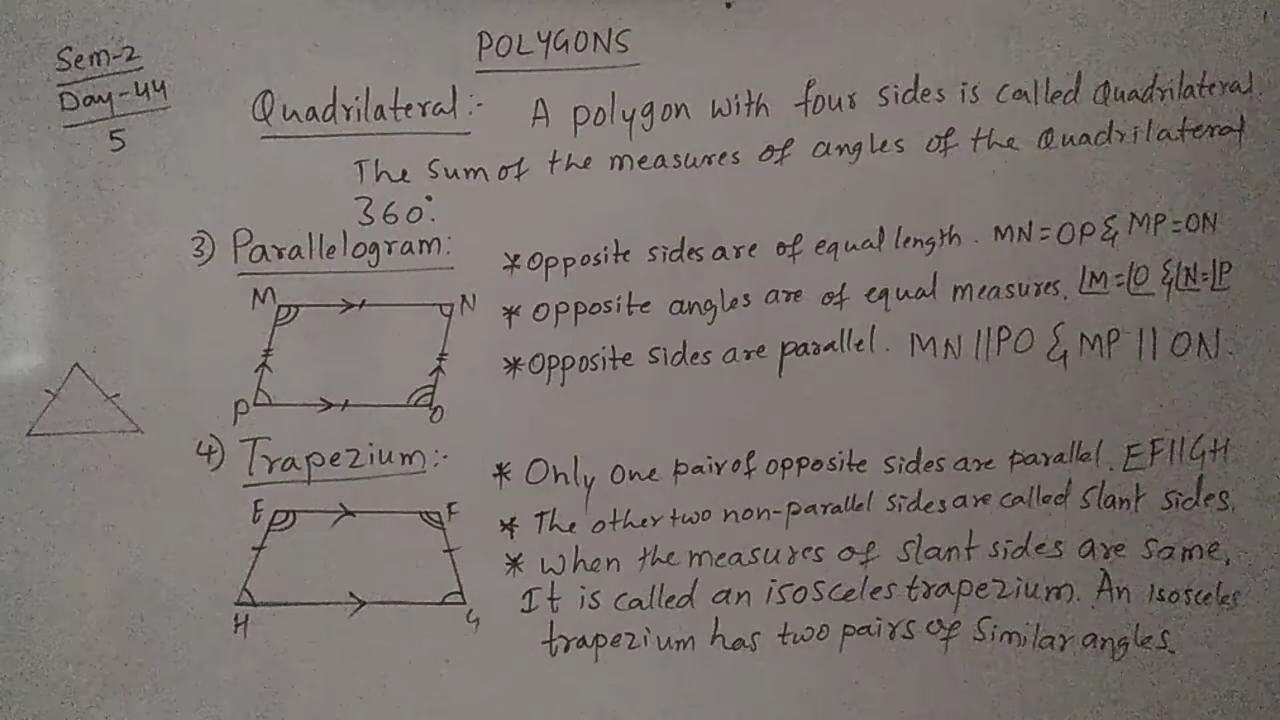 POLYGONS
Sem-2
Day-44
5
Quadrilateral:- A polygon with four sides is called Quadrilateral.
The Sum of the measures of angles of the Quadrilateral
360°.
3) Parallelogram:
* Opposite sides are of equal length. MN=OP & MP=ON
* Opposite angles are of equal measures. ∠M=∠O & ∠N=∠P
* Opposite sides are parallel. MN||PO & MP||ON.
M N
P O
4) Trapezium:-
* Only one pair of opposite sides are parallel. EF||GH
* The other two non-parallel sides are called Slant sides.
* When the measures of slant sides are same,
It is called an isosceles trapezium. An isosceles
trapezium has two pairs of similar angles.
E F
H G